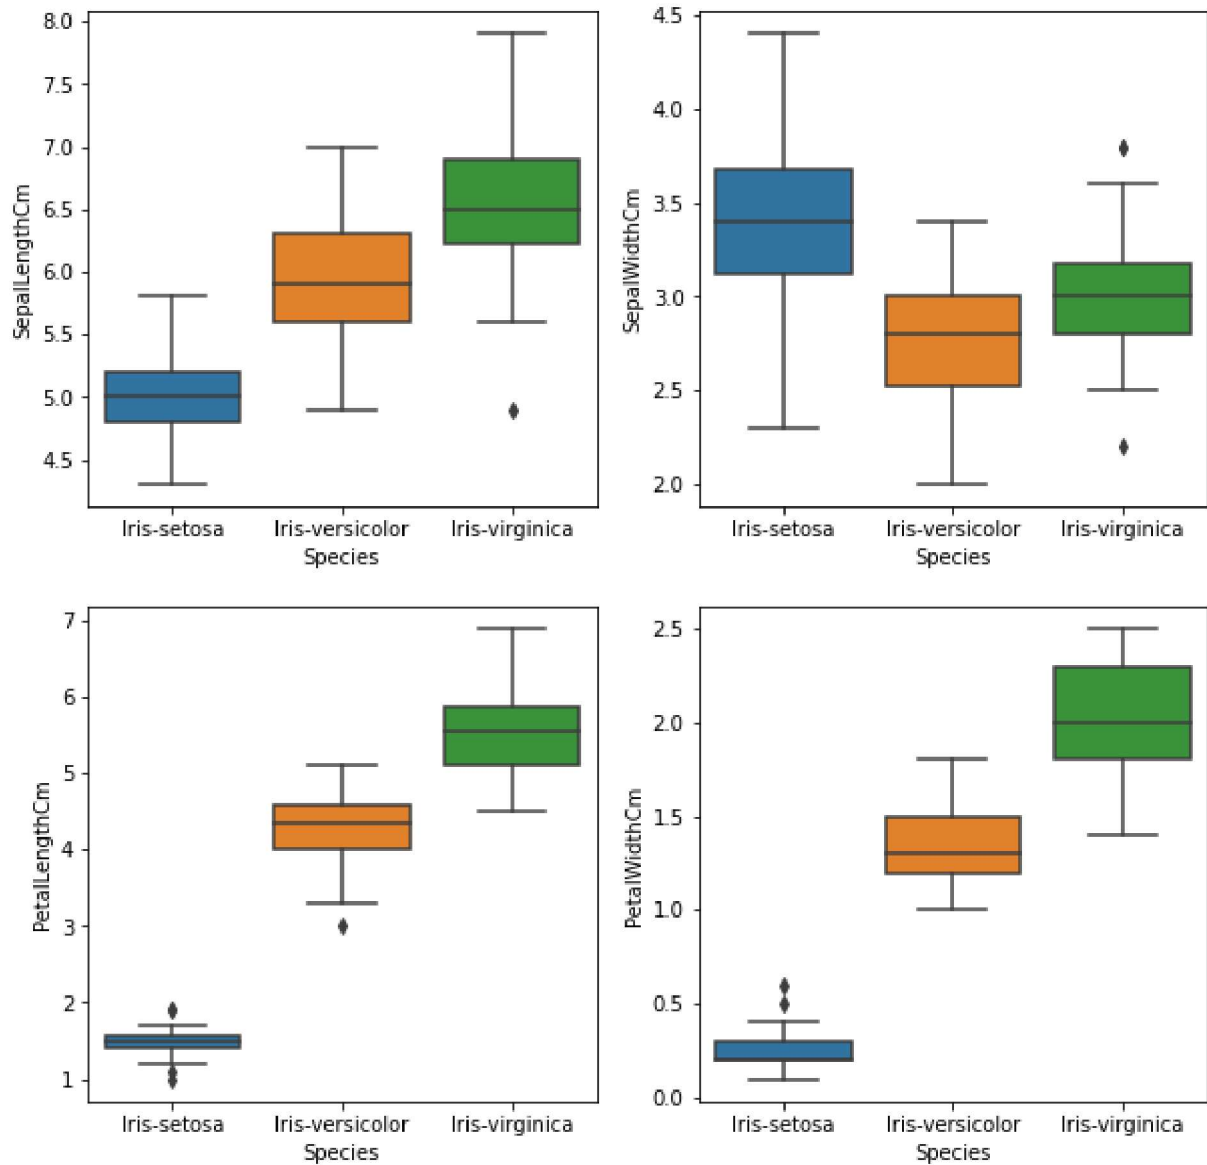 SepalLengthCm
8.0
7.5
7.0
6.5
6.0
5.5
5.0
4.5
Iris-setosa Iris-versicolor Iris-virginica
Species
SepalWidthCm
4.5
4.0
3.5
3.0
2.5
2.0
Iris-setosa Iris-versicolor Iris-virginica
Species
PetalLengthCm
7
6
5
4
3
2
1
Iris-setosa Iris-versicolor Iris-virginica
Species
PetalWidthCm
2.5
2.0
1.5
1.0
0.5
0.0
Iris-setosa Iris-versicolor Iris-virginica
Species